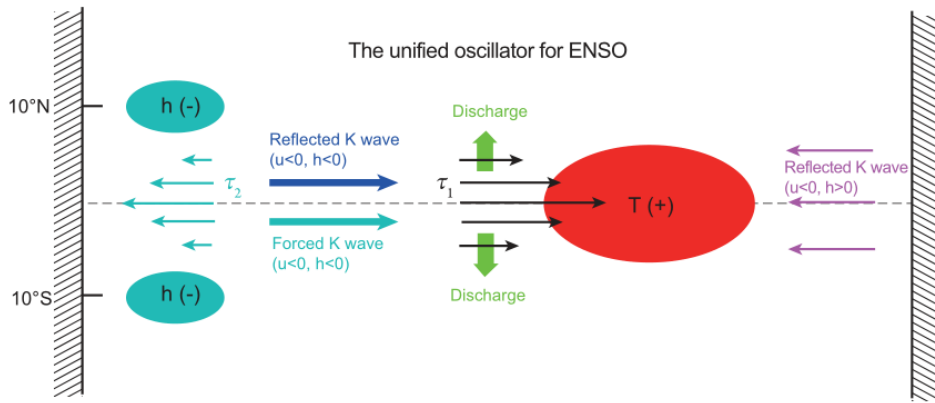 The unified oscillator for ENSO
10°N
h (-)
Discharge
Reflected K wave
(u<0, h<0)
τ₂
τ₁
T (+)
Reflected K wave
(u<0, h>0)
Forced K wave
(u<0, h<0)
10°S
h (-)
Discharge